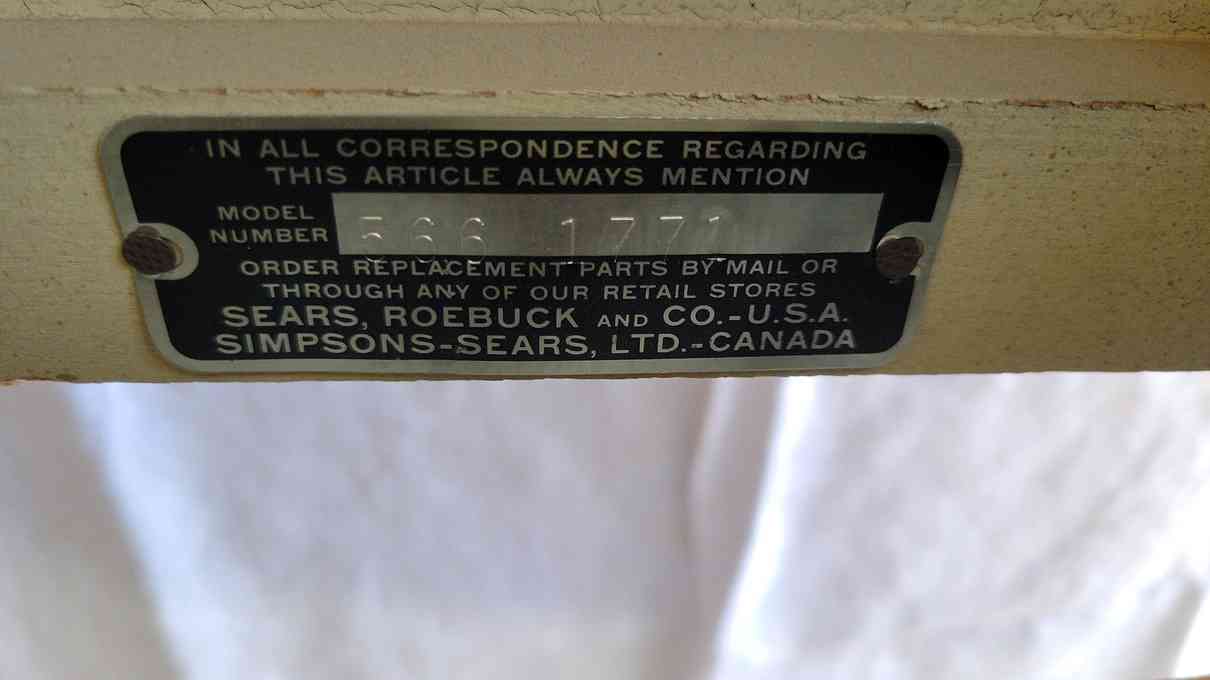 IN ALL CORRESPONDENCE REGARDING
THIS ARTICLE ALWAYS MENTION
MODEL
NUMBER 566 1771
ORDER REPLACEMENT PARTS BY MAIL OR
THROUGH ANY OF OUR RETAIL STORES
SEARS, ROEBUCK AND CO.-U.S.A.
SIMPSONS-SEARS, LTD.-CANADA